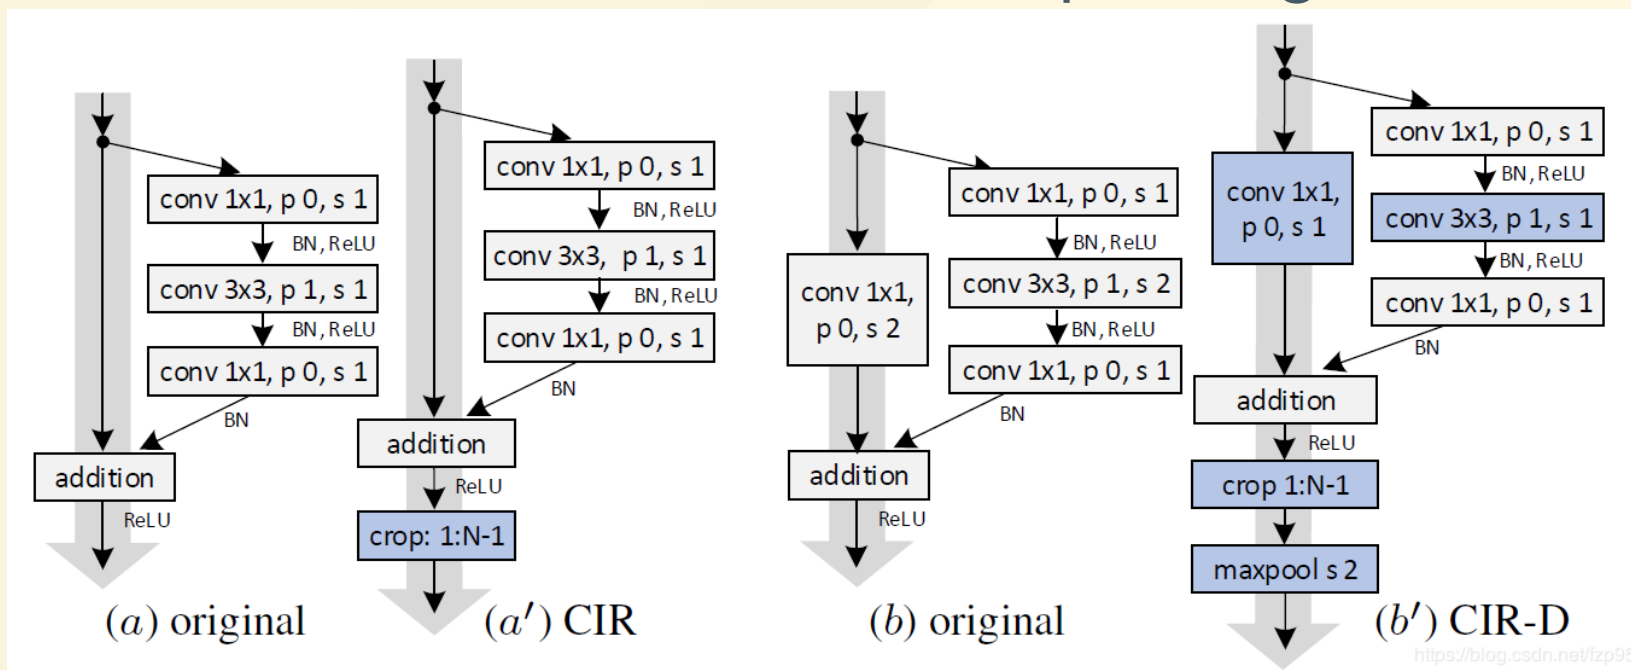 conv 1x1, p 0, s 1
BN, ReLU
conv 3x3, p 1, s 1
BN, ReLU
conv 1x1, p 0, s 1
BN
addition
ReLU
(a) original
conv 1x1, p 0, s 1
BN, ReLU
conv 3x3, p 1, s 1
BN, ReLU
conv 1x1, p 0, s 1
BN
addition
ReLU
crop: 1:N-1
(a′) CIR
conv 1x1, p 0, s 1
BN, ReLU
conv 1x1,
p 0, s 2
conv 3x3, p 1, s 2
BN, ReLU
conv 1x1, p 0, s 1
BN
addition
ReLU
(b) original
conv 1x1, p 0, s 1
BN, ReLU
conv 1x1,
p 0, s 1
conv 3x3, p 1, s 1
BN, ReLU
conv 1x1, p 0, s 1
BN
addition
ReLU
crop 1:N-1
maxpool s 2
(b′) CIR-D
https://blog.csdn.net/fzp95